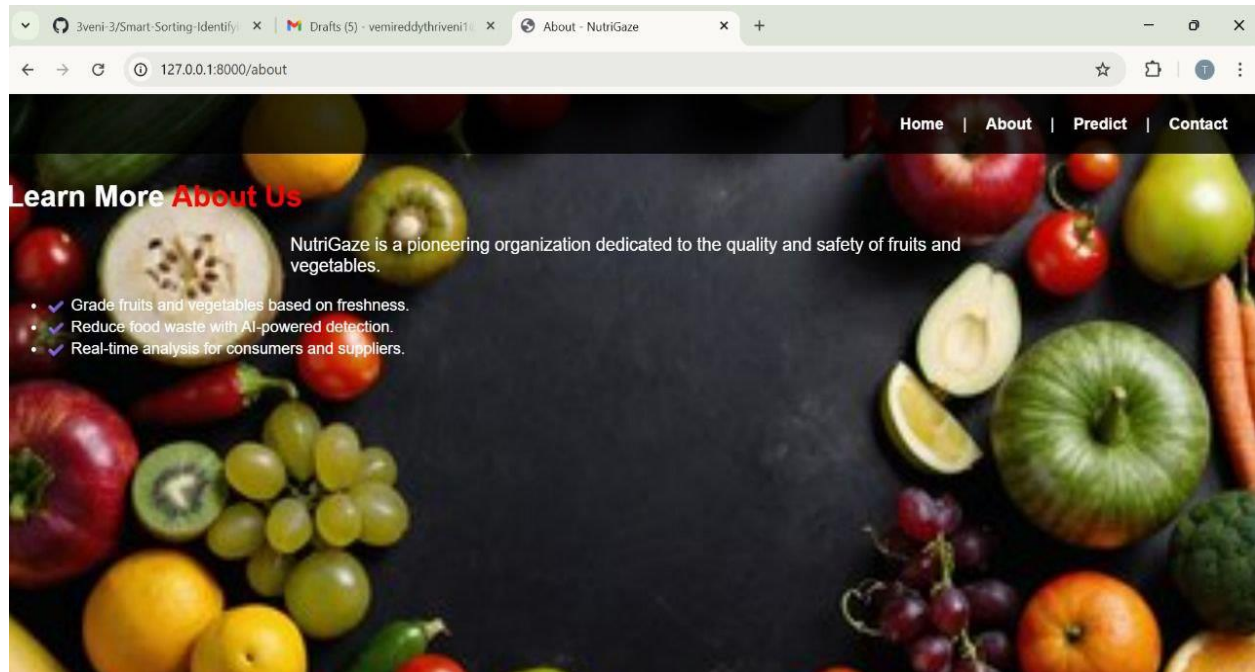 3veni-3/Smart-Sorting-Identifyi
Drafts (5) - vemireddythriveni1
About - NutriGaze
127.0.0.1:8000/about
T
Home | About | Predict | Contact
Learn More About Us
NutriGaze is a pioneering organization dedicated to the quality and safety of fruits and
vegetables.
Grade fruits and vegetables based on freshness.
Reduce food waste with AI-powered detection.
Real-time analysis for consumers and suppliers.